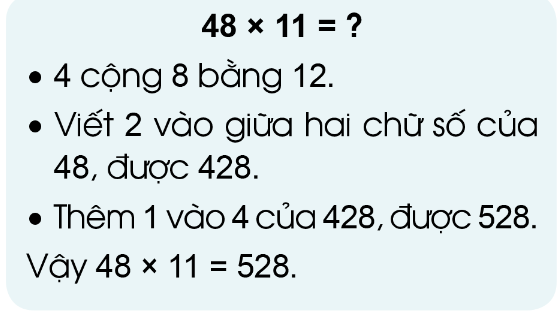 48 × 11 = ?
• 4 cộng 8 bằng 12.
• Viết 2 vào giữa hai chữ số của
48, được 428.
• Thêm 1 vào 4 của 428, được 528.
Vậy 48 × 11 = 528.